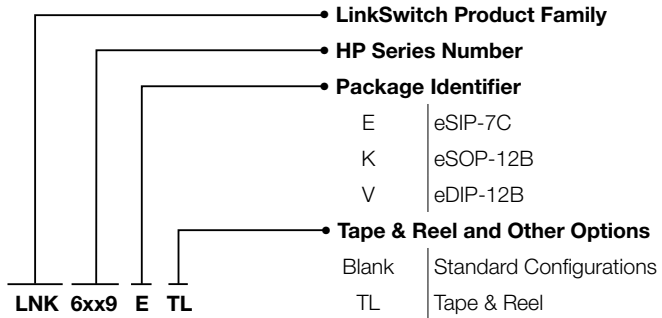 LinkSwitch Product Family
HP Series Number
Package Identifier
E eSIP-7C
K eSOP-12B
V eDIP-12B
Tape & Reel and Other Options
Blank Standard Configurations
TL Tape & Reel
LNK 6xx9 E TL